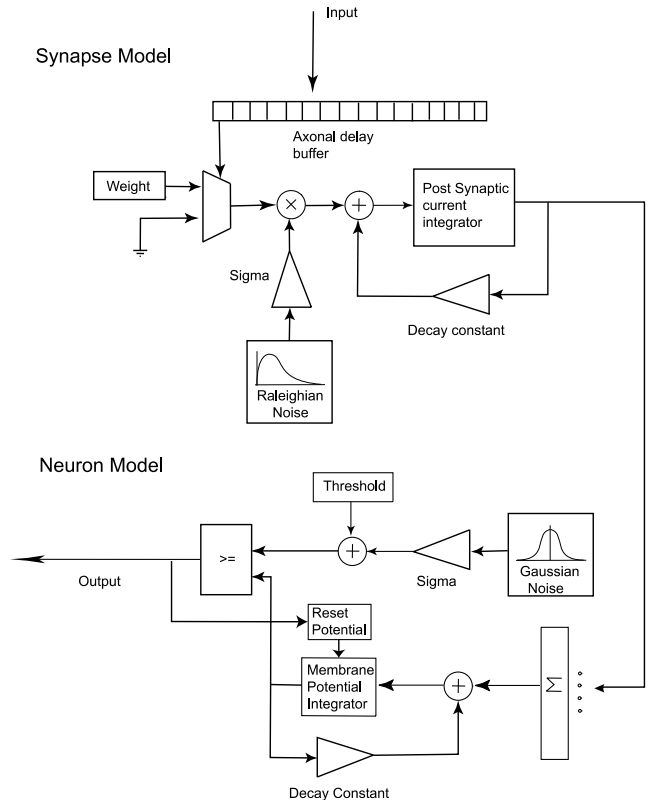 Input
Synapse Model
Axonal delay
buffer
Weight
×
+
Post Synaptic
current
integrator
Sigma
Decay constant
Raleighian
Noise
Neuron Model
Threshold
>=
+
Sigma
Gaussian
Noise
Output
Reset
Potential
Membrane
Potential
Integrator
+
Σ
Decay Constant